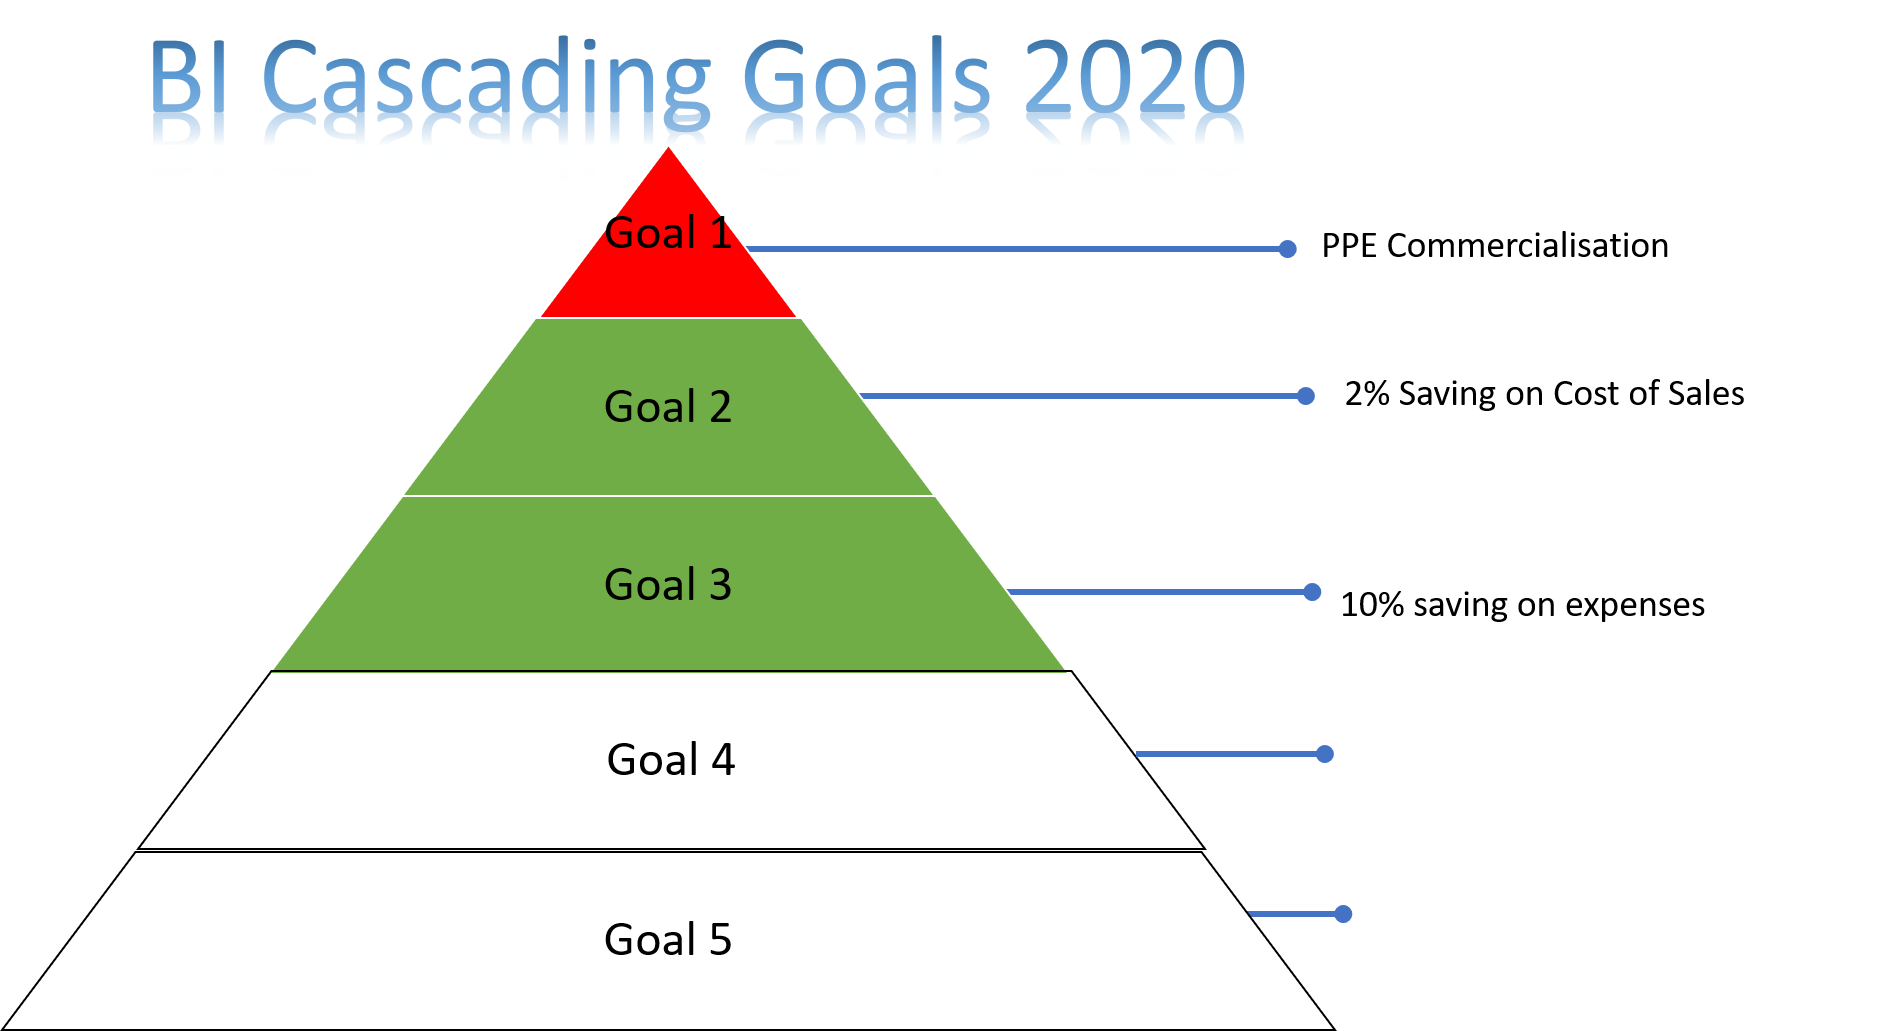 BI Cascading Goals 2020
Goal 1
PPE Commercialisation
Goal 2
2% Saving on Cost of Sales
Goal 3
10% saving on expenses
Goal 4
Goal 5